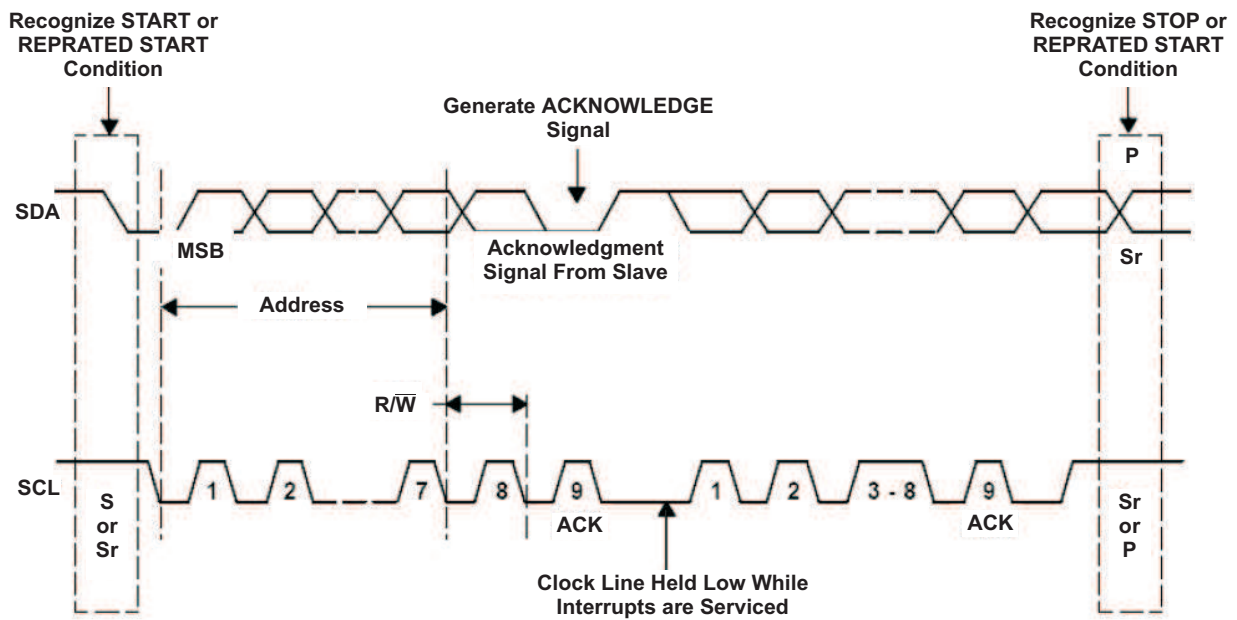 Recognize START or
REPRATED START
Condition
Recognize STOP or
REPRATED START
Condition
Generate ACKNOWLEDGE
Signal
P
SDA
MSB
Acknowledgment
Signal From Slave
Sr
Address
R/W̅
SCL
S
or
Sr
1
2
7
8
9
ACK
1
2
3 - 8
9
ACK
Sr
or
P
Clock Line Held Low While
Interrupts are Serviced